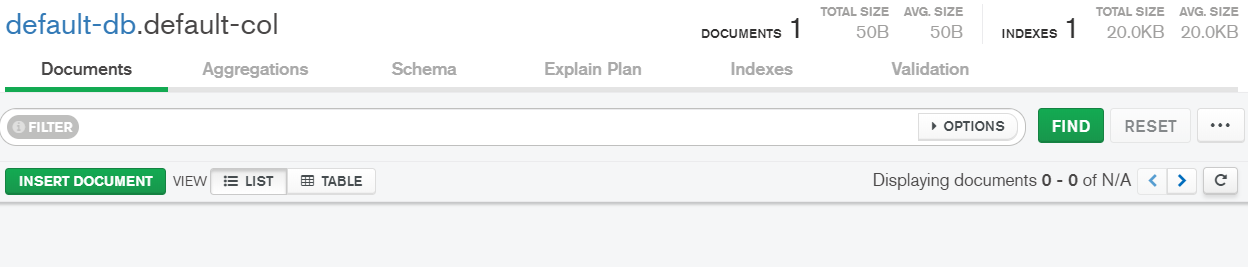 default-db.default-col
DOCUMENTS 1 TOTAL SIZE 50B AVG. SIZE 50B INDEXES 1 TOTAL SIZE 20.0KB AVG. SIZE 20.0KB
Documents Aggregations Schema Explain Plan Indexes Validation
FILTER OPTIONS FIND RESET ...
INSERT DOCUMENT VIEW LIST TABLE Displaying documents 0 - 0 of N/A